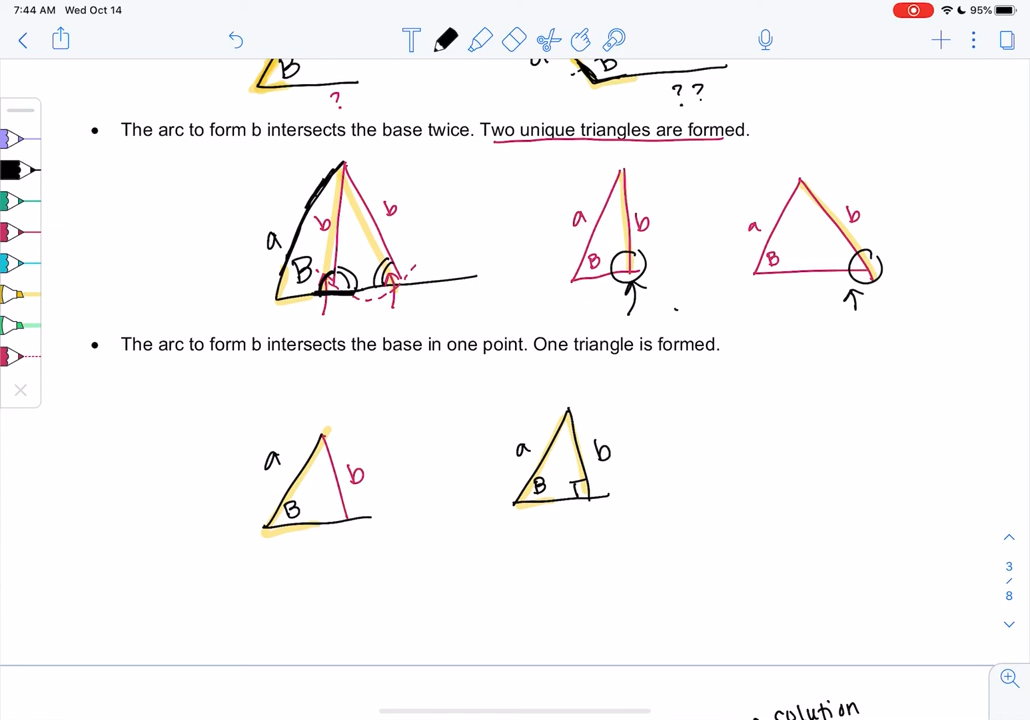 7:44 AM Wed Oct 14
95%
T
B
a
B
?
? ?
• The arc to form b intersects the base twice. Two unique triangles are formed.
a
b
b
B
a
b
B
a
b
B
• The arc to form b intersects the base in one point. One triangle is formed.
a
b
B
a
b
B
3
/
8
solution